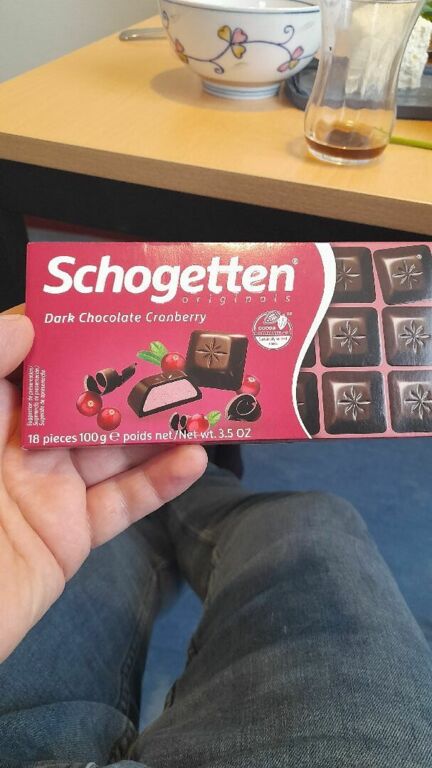 Schogetten®
originals
Dark Chocolate Cranberry
18 pieces 100g ℮ poids net/Net wt. 3.5 OZ